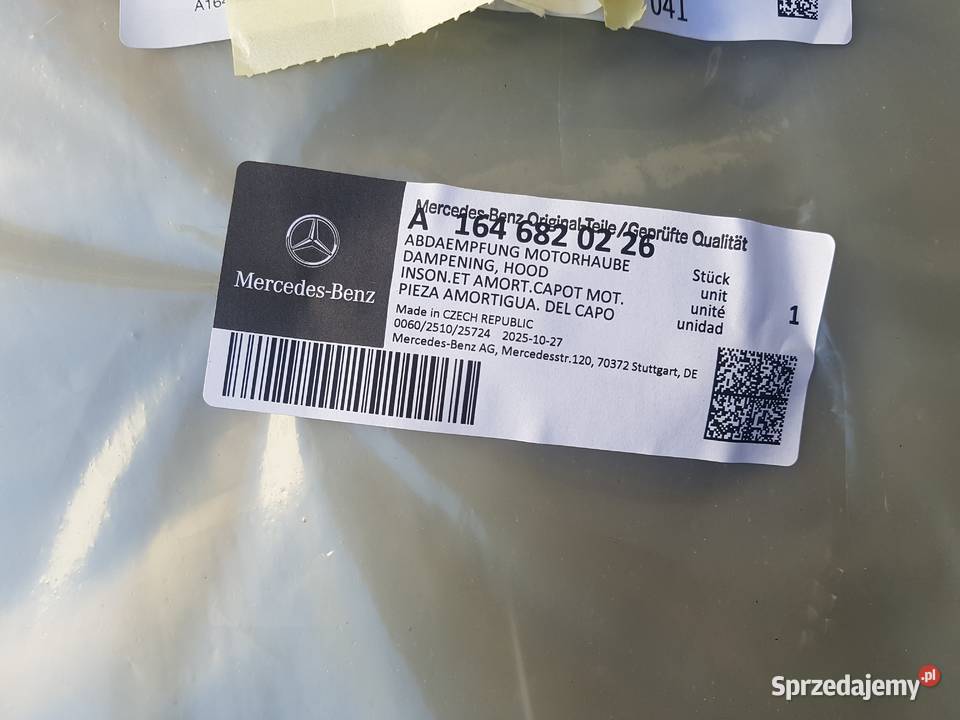 A164
041
Mercedes-Benz Original Teile / Geprüfte Qualität
A 164 682 02 26
ABDAEMPFUNG MOTORHAUBE
DAMPENING, HOOD
INSON.ET AMORT.CAPOT MOT.
PIEZA AMORTIGUA. DEL CAPO
Stück
unit
unité
unidad
1
Made in CZECH REPUBLIC
0060/2510/25724 2025-10-27
Mercedes-Benz AG, Mercedesstr.120, 70372 Stuttgart, DE
Mercedes-Benz
Sprzedajemy.pl